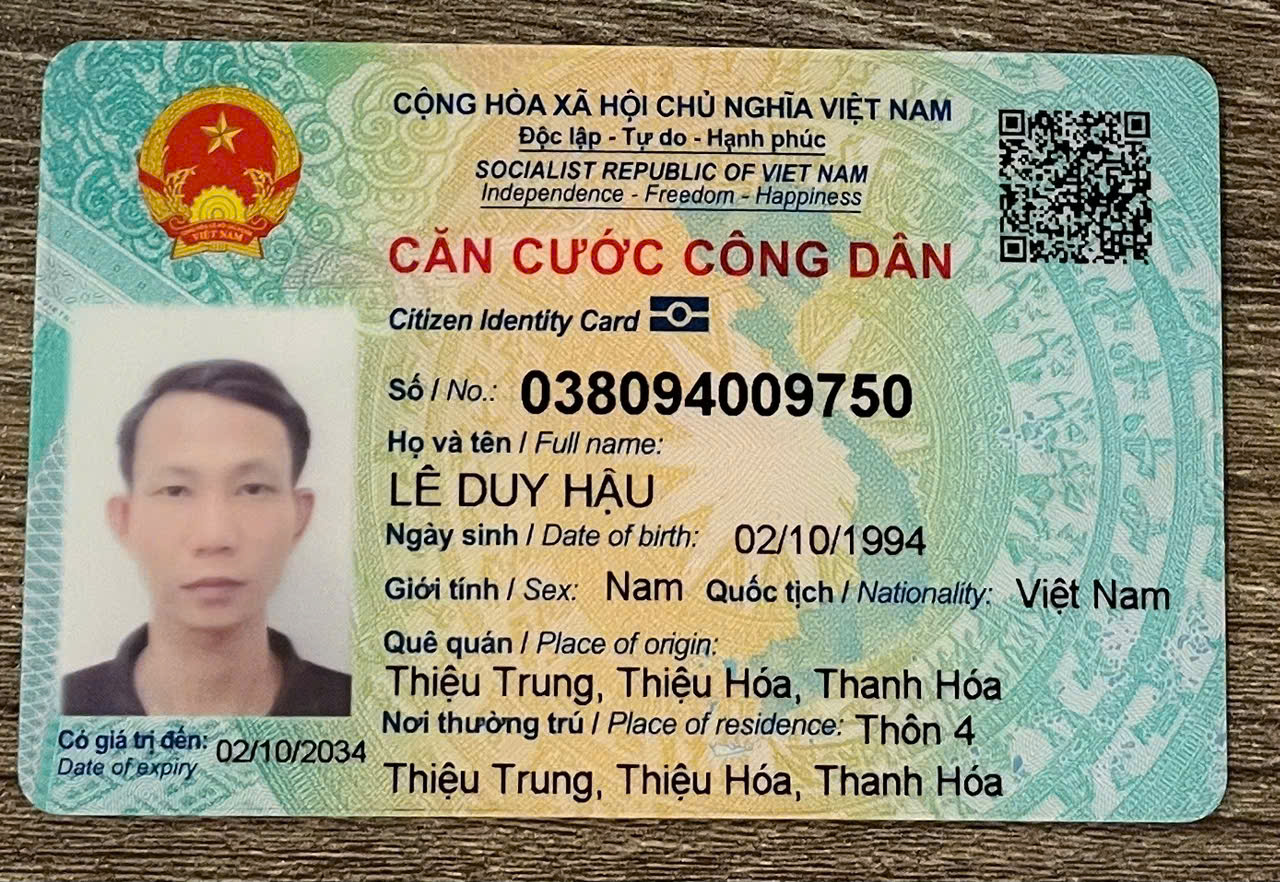 CỘNG HÒA XÃ HỘI CHỦ NGHĨA VIỆT NAM
Độc lập - Tự do - Hạnh phúc
SOCIALIST REPUBLIC OF VIET NAM
Independence - Freedom - Happiness
VIỆT NAM
CĂN CƯỚC CÔNG DÂN
Citizen Identity Card
Số / No.: 038094009750
Họ và tên / Full name:
LÊ DUY HẬU
Ngày sinh / Date of birth: 02/10/1994
Giới tính / Sex: Nam Quốc tịch / Nationality: Việt Nam
Quê quán / Place of origin:
Thiệu Trung, Thiệu Hóa, Thanh Hóa
Nơi thường trú / Place of residence: Thôn 4
Thiệu Trung, Thiệu Hóa, Thanh Hóa
Có giá trị đến: 02/10/2034
Date of expiry